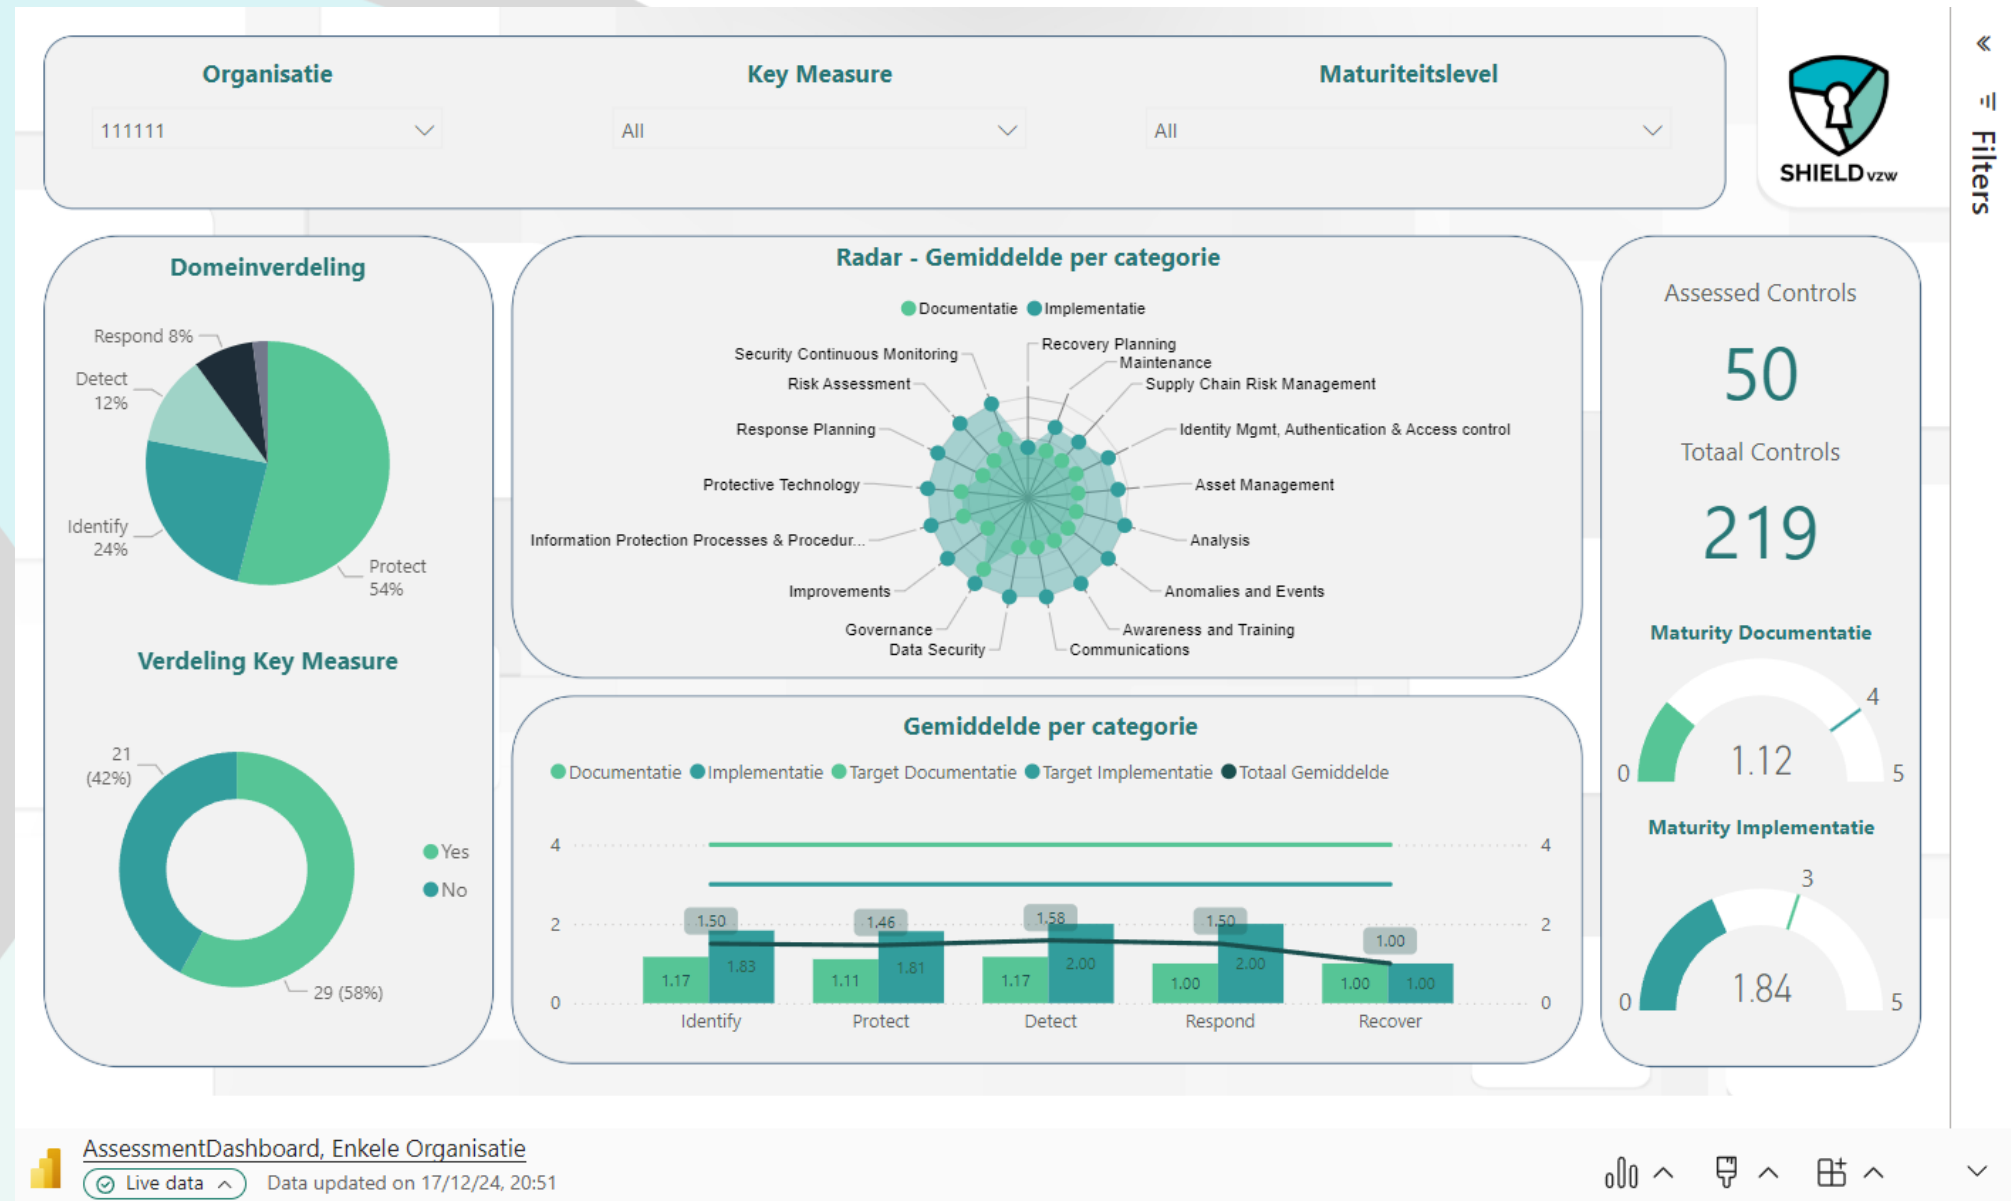 Organisatie
111111
Key Measure
All
Maturiteitslevel
All
SHIELD vzw
Filters
Domeinverdeling
Respond 8%
Detect
12%
Identify
24%
Protect
54%
Verdeling Key Measure
21
(42%)
29 (58%)
Yes
No
Radar - Gemiddelde per categorie
Documentatie Implementatie
Recovery Planning
Maintenance
Supply Chain Risk Management
Identity Mgmt, Authentication & Access control
Asset Management
Analysis
Anomalies and Events
Awareness and Training
Communications
Data Security
Governance
Improvements
Information Protection Processes & Procedur...
Protective Technology
Response Planning
Risk Assessment
Security Continuous Monitoring
Gemiddelde per categorie
Documentatie Implementatie Target Documentatie Target Implementatie Totaal Gemiddelde
4 4
2 2
0 0
1.50 1.46 1.58 1.50 1.00
1.17 1.83 1.11 1.81 1.17 2.00 1.00 2.00 1.00 1.00
Identify Protect Detect Respond Recover
Assessed Controls
50
Totaal Controls
219
Maturity Documentatie
4
1.12
0 5
Maturity Implementatie
3
1.84
0 5
AssessmentDashboard, Enkele Organisatie
Live data Data updated on 17/12/24, 20:51